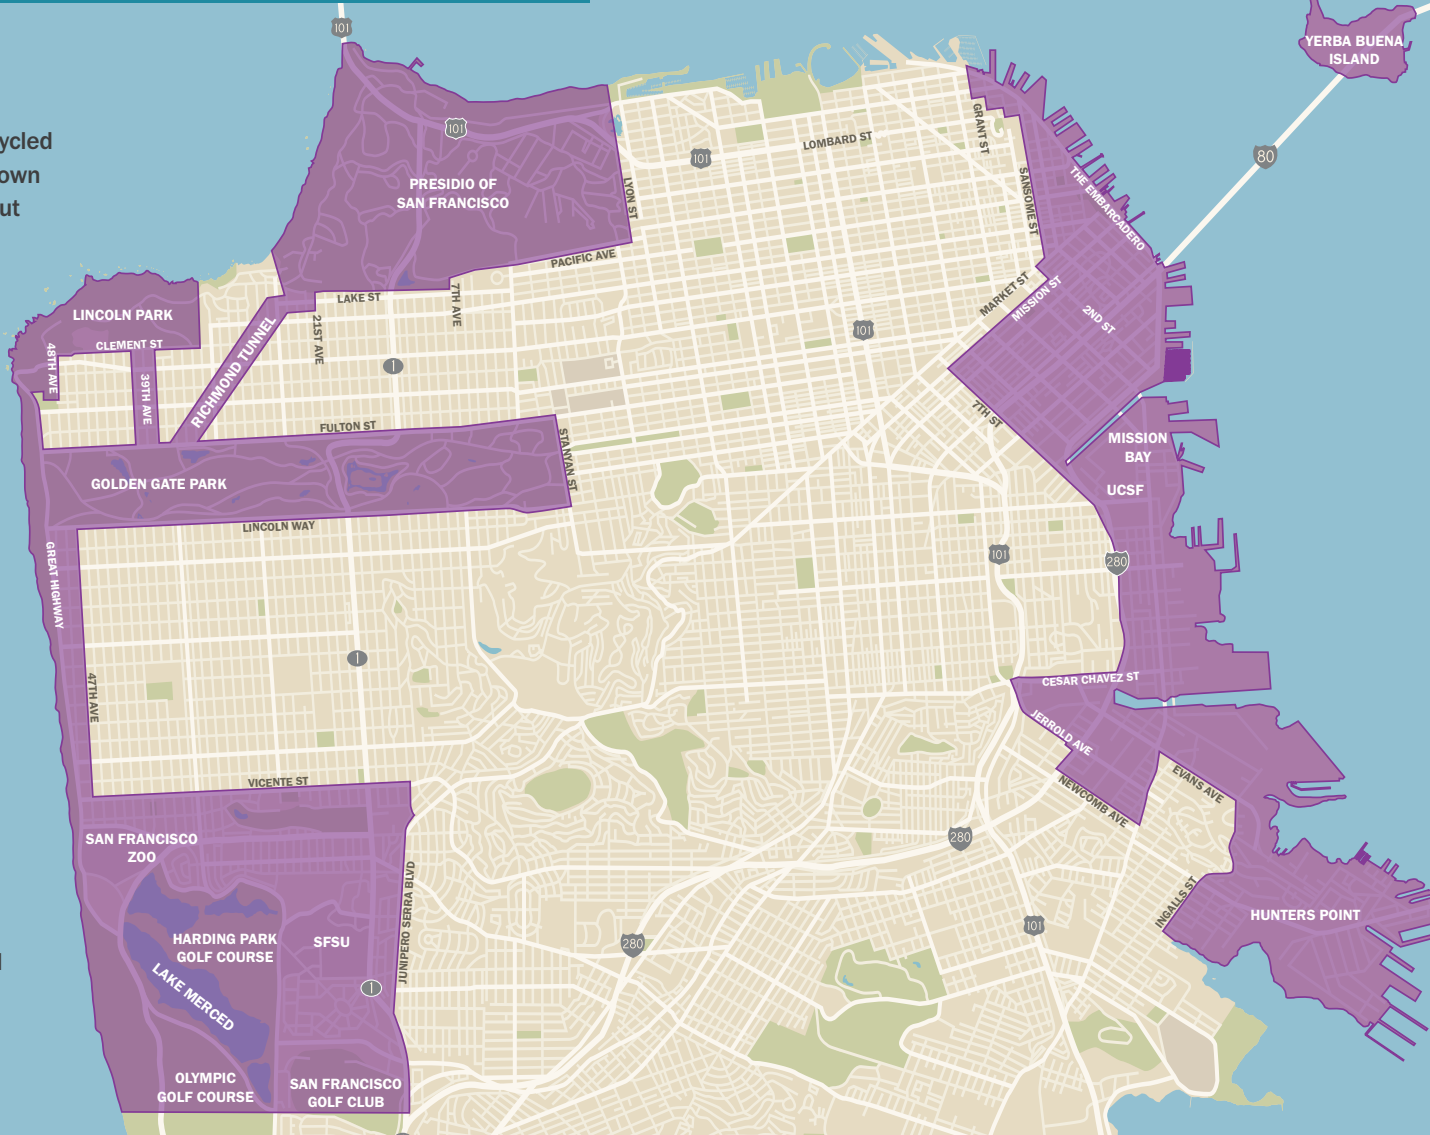 ycled
own
ut
101
YERBA BUENA
ISLAND
80
101
PRESIDIO OF
SAN FRANCISCO
101
LOMBARD ST
GRANT ST
SANSOME ST
THE EMBARCADERO
LYON ST
PACIFIC AVE
LAKE ST
7TH AVE
21ST AVE
1
LINCOLN PARK
CLEMENT ST
48TH AVE
39TH AVE
RICHMOND TUNNEL
FULTON ST
STANYAN ST
GOLDEN GATE PARK
LINCOLN WAY
MARKET ST
MISSION ST
2ND ST
101
7TH ST
MISSION
BAY
UCSF
101
280
GREAT HIGHWAY
47TH AVE
1
VICENTE ST
CESAR CHAVEZ ST
JERROLD AVE
NEWCOMB AVE
EVANS AVE
INGALLS ST
HUNTERS POINT
280
101
280
SAN FRANCISCO
ZOO
HARDING PARK
GOLF COURSE
SFSU
LAKE MERCED
JUNIPERO SERRA BLVD
1
OLYMPIC
GOLF COURSE
SAN FRANCISCO
GOLF CLUB